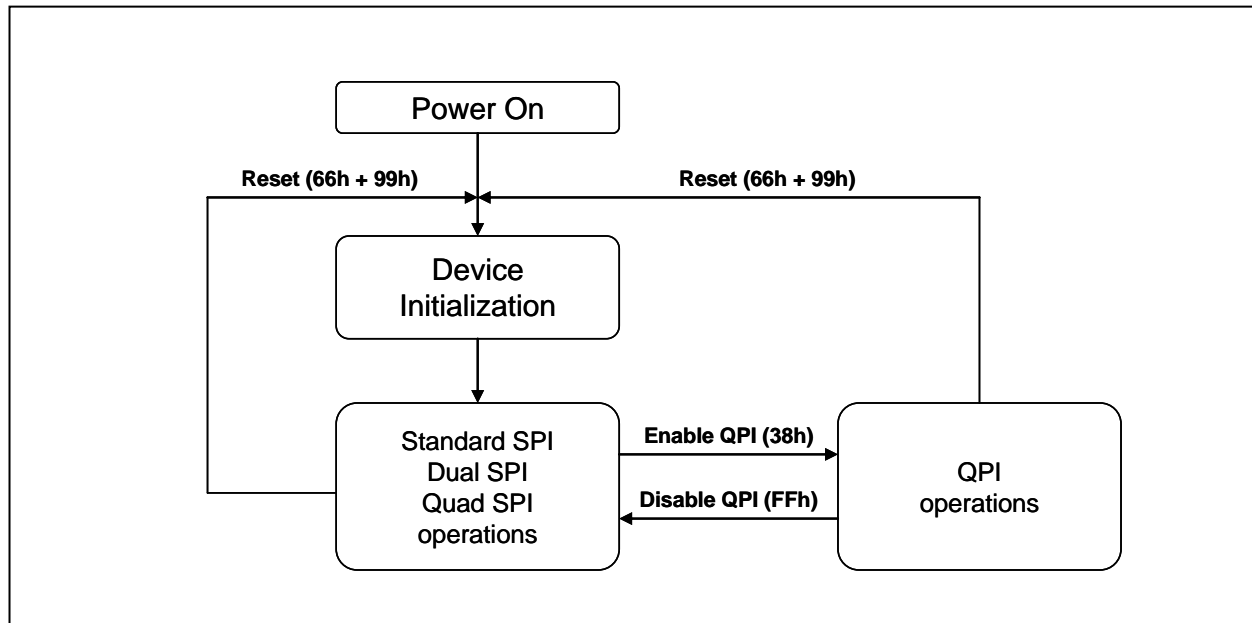 Power On
Reset (66h + 99h)
Reset (66h + 99h)
Device
Initialization
Standard SPI
Dual SPI
Quad SPI
operations
Enable QPI (38h)
Disable QPI (FFh)
QPI
operations